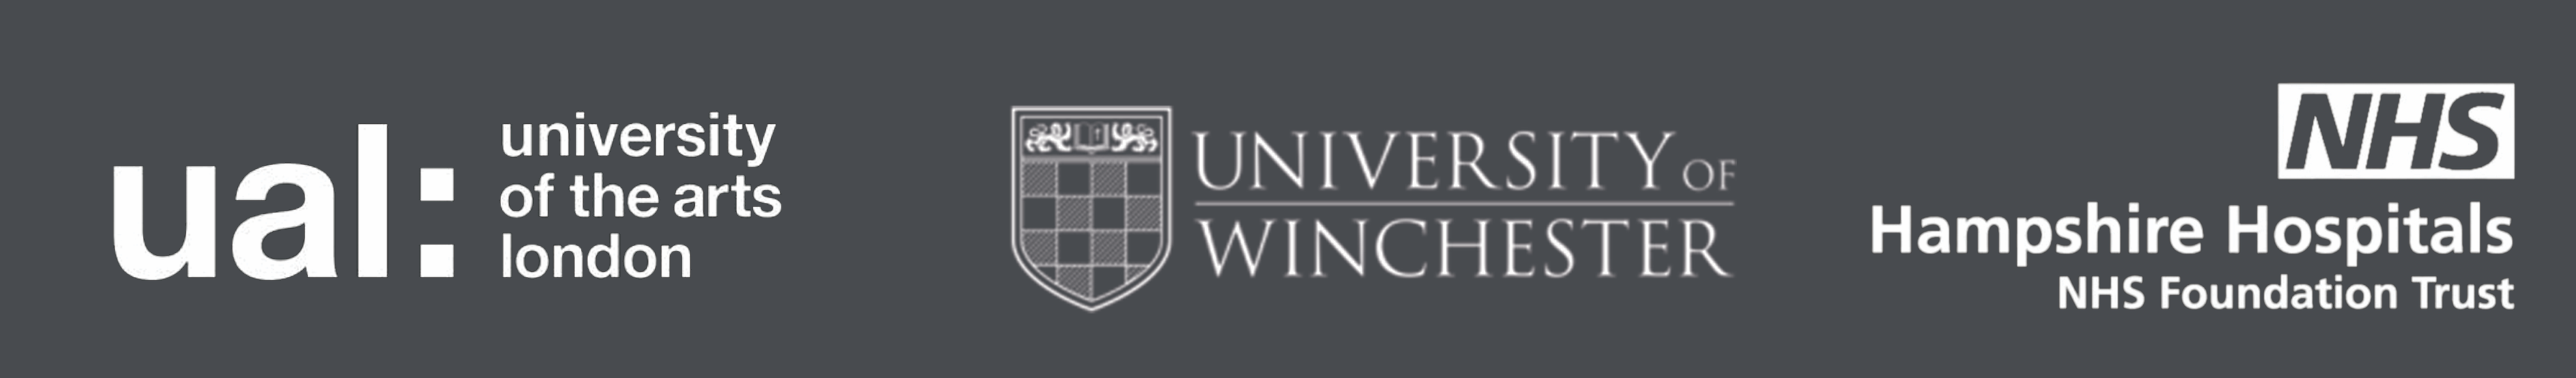 ual:
university
of the arts
london
UNIVERSITY OF
WINCHESTER
NHS
Hampshire Hospitals
NHS Foundation Trust